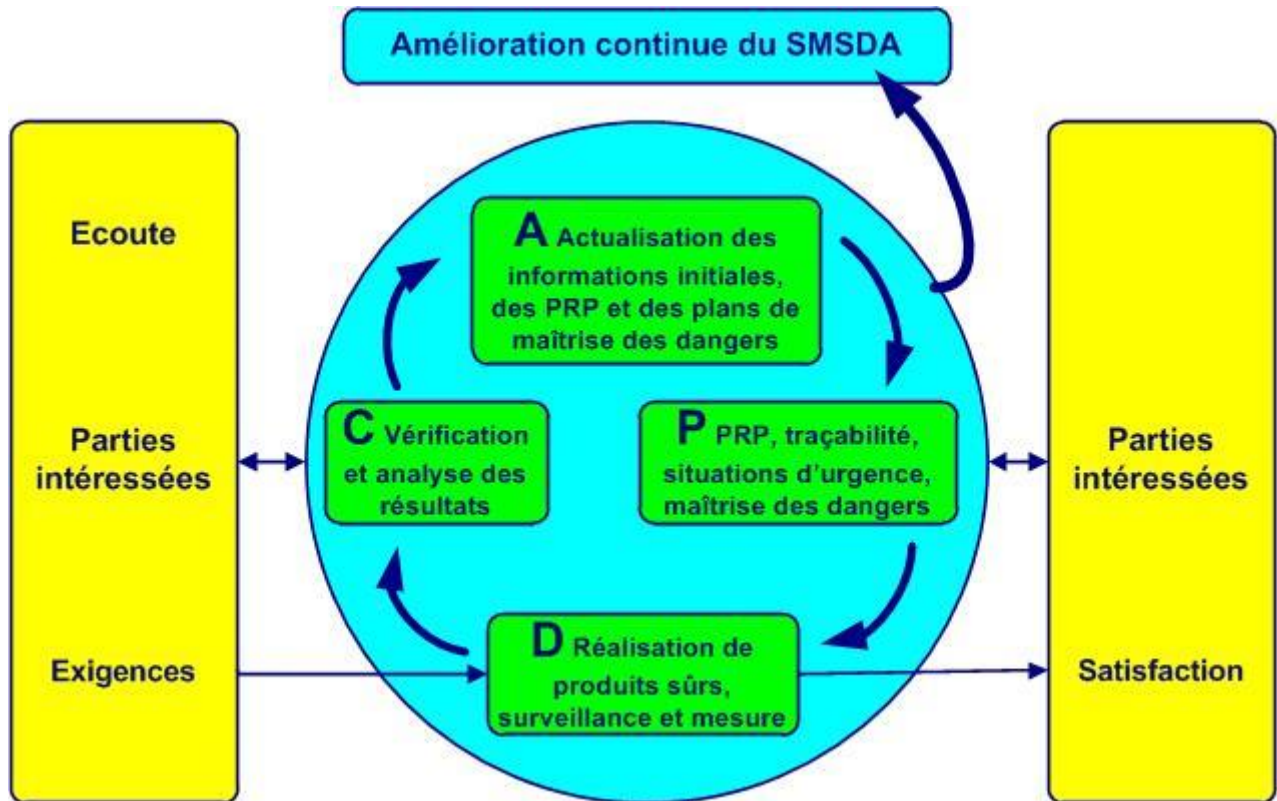 Amélioration continue du SMSDA
Ecoute
Parties
intéressées
Exigences
A Actualisation des
informations initiales,
des PRP et des plans de
maîtrise des dangers
C Vérification
et analyse des
résultats
P PRP, traçabilité,
situations d'urgence,
maîtrise des dangers
D Réalisation de
produits sûrs,
surveillance et mesure
Parties
intéressées
Satisfaction